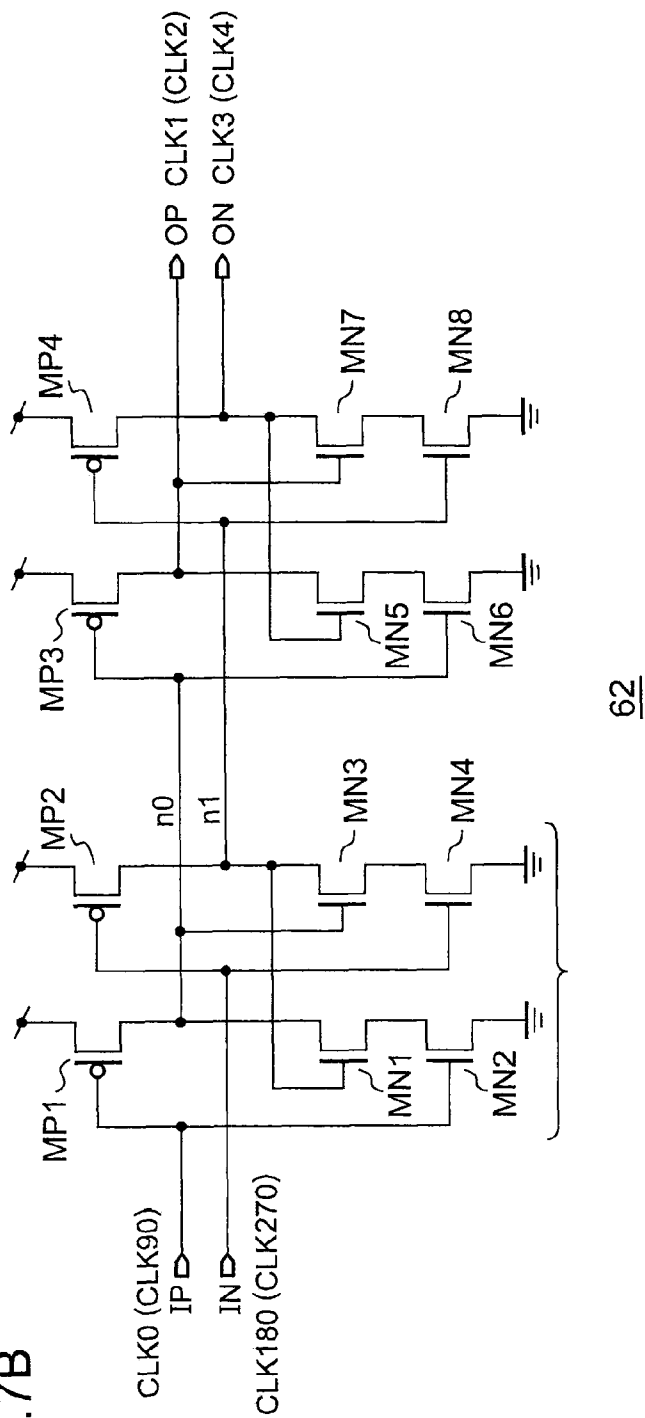 .7B
MP1
MP2
MP3
MP4
CLK0 (CLK90)
IP
IN
CLK180 (CLK270)
n0
n1
OP CLK1 (CLK2)
ON CLK3 (CLK4)
MN1
MN2
MN3
MN4
MN5
MN6
MN7
MN8
62